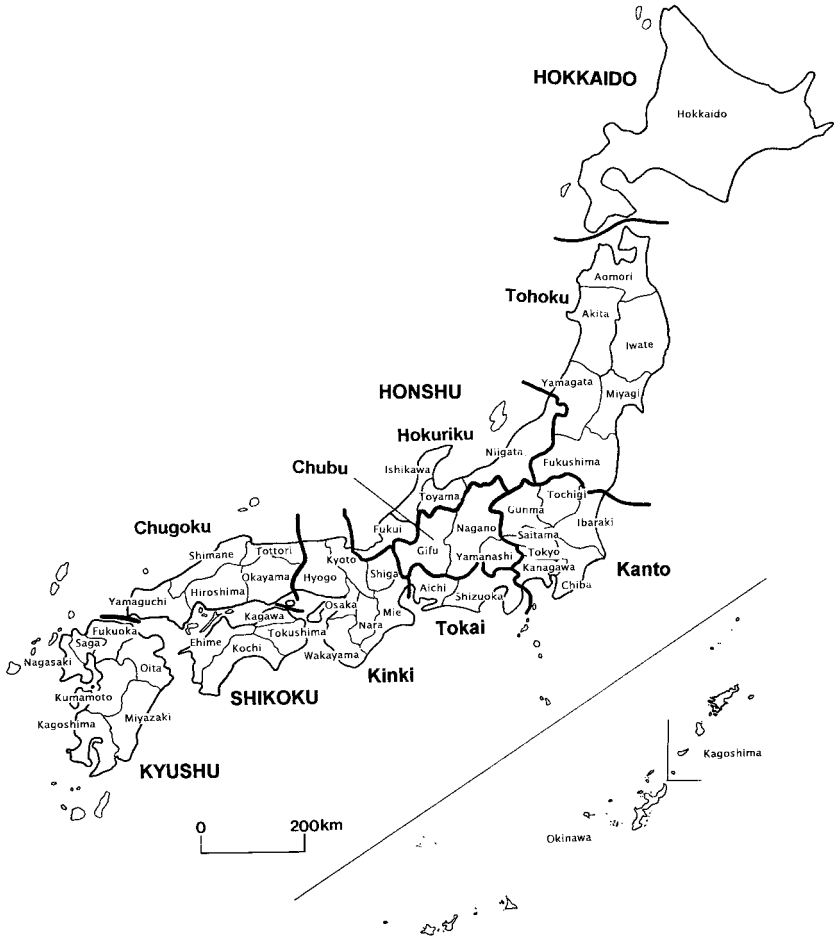 HOKKAIDO
Hokkaido
Aomori
Tohoku
Akita
Iwate
Yamagata
HONSHU
Miyagi
Hokuriku
Niigata
Ishikawa
Fukushima
Chubu
Toyama
Tochigi
Gunma
Ibaraki
Chugoku
Fukui
Nagano
Saitama
Shimane
Tottori
Kyoto
Gifu
Yamanashi
Tokyo
Kanagawa
Kanto
Okayama
Hyogo
Shiga
Chiba
Hiroshima
Aichi
Shizuoka
Yamaguchi
Osaka
Mie
Kagawa
Nara
Tokai
Fukuoka
Tokushima
Saga
Ehime
Kochi
Wakayama
Nagasaki
Oita
Kinki
Kumamoto
SHIKOKU
Kagoshima
Miyazaki
KYUSHU
Kagoshima
0 200km
Okinawa